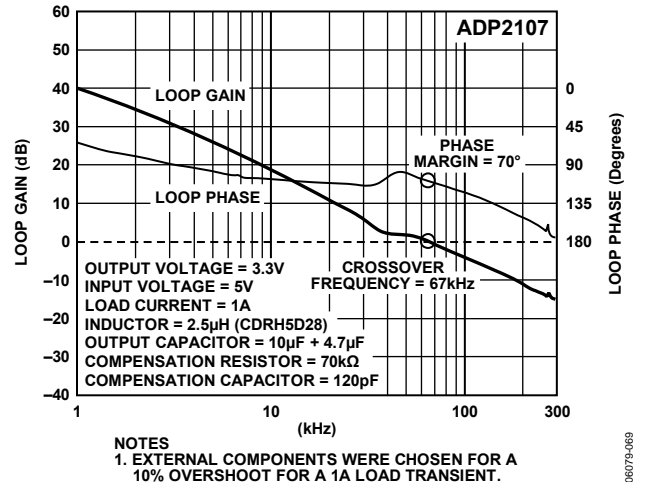 60
50
40
30
20
10
0
–10
–20
–30
–40
LOOP GAIN (dB)
ADP2107
LOOP GAIN
PHASE
MARGIN = 70°
LOOP PHASE
0
45
90
135
180
LOOP PHASE (Degrees)
OUTPUT VOLTAGE = 3.3V
INPUT VOLTAGE = 5V
LOAD CURRENT = 1A
INDUCTOR = 2.5µH (CDRH5D28)
OUTPUT CAPACITOR = 10µF + 4.7µF
COMPENSATION RESISTOR = 70kΩ
COMPENSATION CAPACITOR = 120pF
CROSSOVER
FREQUENCY = 67kHz
1
10
100
300
(kHz)
NOTES
1. EXTERNAL COMPONENTS WERE CHOSEN FOR A
10% OVERSHOOT FOR A 1A LOAD TRANSIENT.
06079-069